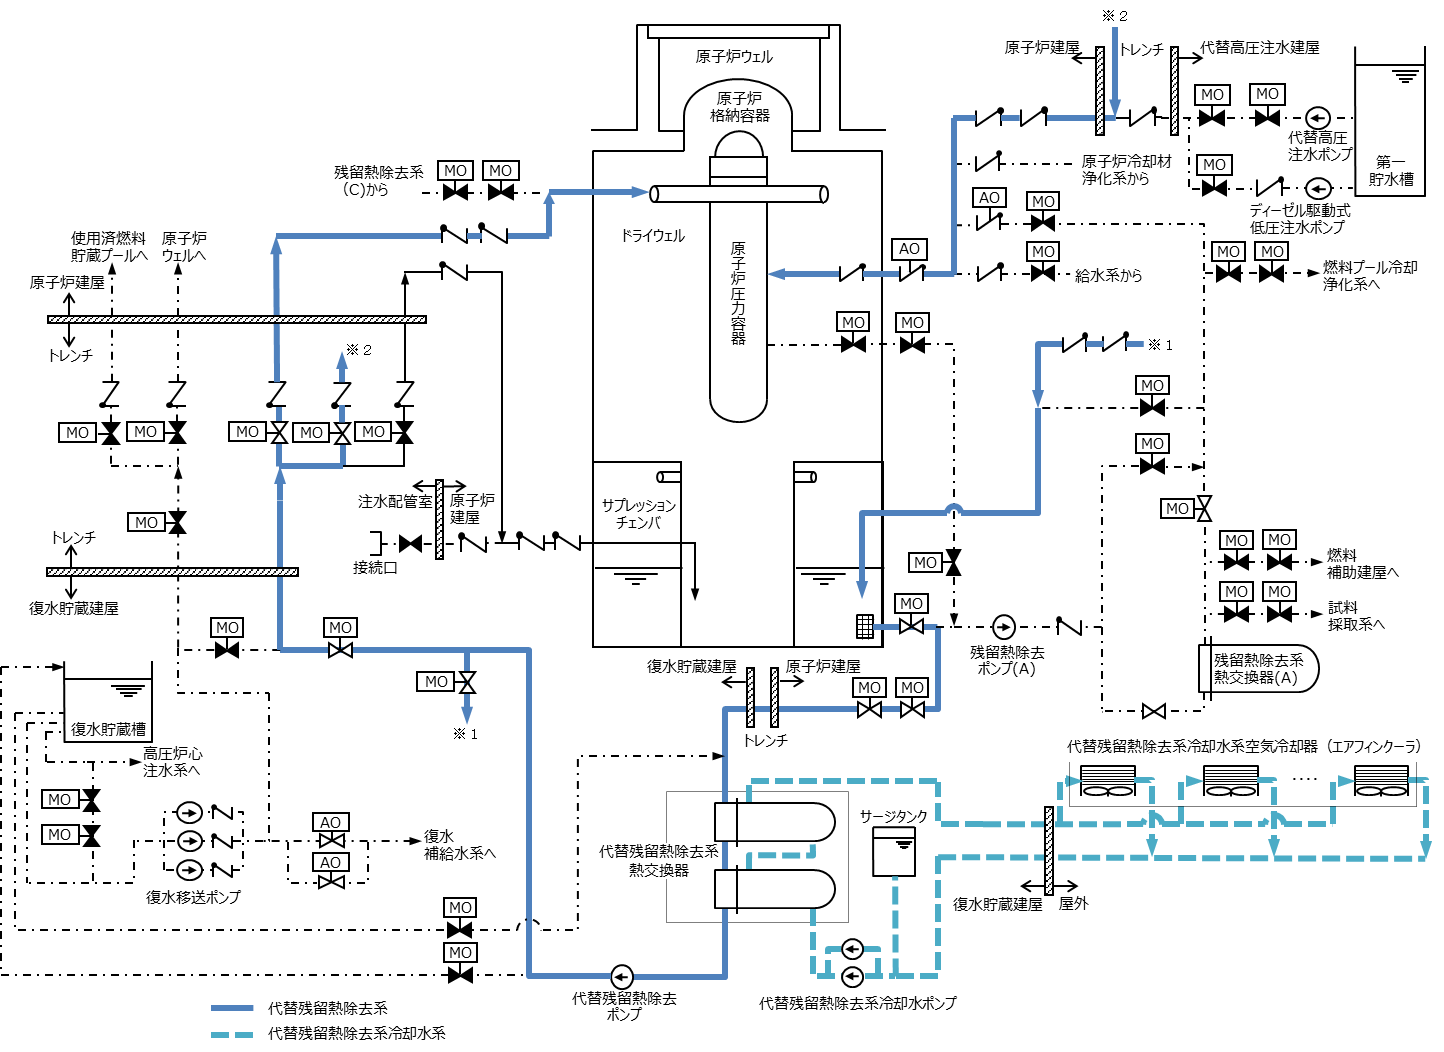 ※２
原子炉建屋
トレンチ
代替高圧注水建屋
原子炉ウェル
MO
MO
原子炉
格納容器
代替高圧
注水ポンプ
第一
貯水槽
残留熱除去系
（C)から
MO
MO
原子炉冷却材
浄化系から
MO
AO
MO
ディーゼル駆動式
低圧注水ポンプ
ドライウェル
使用済燃料
貯蔵プールへ
原子炉
ウェルへ
原子炉建屋
原子炉圧力容器
AO
MO
給水系から
MO
MO
燃料プール冷却
浄化系へ
トレンチ
※２
MO
MO
※１
MO
MO
MO
MO
MO
MO
MO
注水配管室
原子炉
建屋
サプレッション
チェンバ
MO
MO
トレンチ
接続口
MO
MO
MO
燃料
補助建屋へ
復水貯蔵建屋
MO
MO
MO
試料
採取系へ
MO
MO
残留熱除去
ポンプ(A)
残留熱除去系
熱交換器(A)
MO
復水貯蔵建屋
原子炉建屋
MO
MO
※１
トレンチ
復水貯蔵槽
高圧炉心
注水系へ
代替残留熱除去系冷却水系空気冷却器（エアフィンクーラ）
‥‥
MO
MO
AO
AO
復水
補給水系へ
サージタンク
代替残留熱除去系
熱交換器
復水移送ポンプ
MO
MO
復水貯蔵建屋
屋外
代替残留熱除去
ポンプ
代替残留熱除去系冷却水ポンプ
代替残留熱除去系
代替残留熱除去系冷却水系